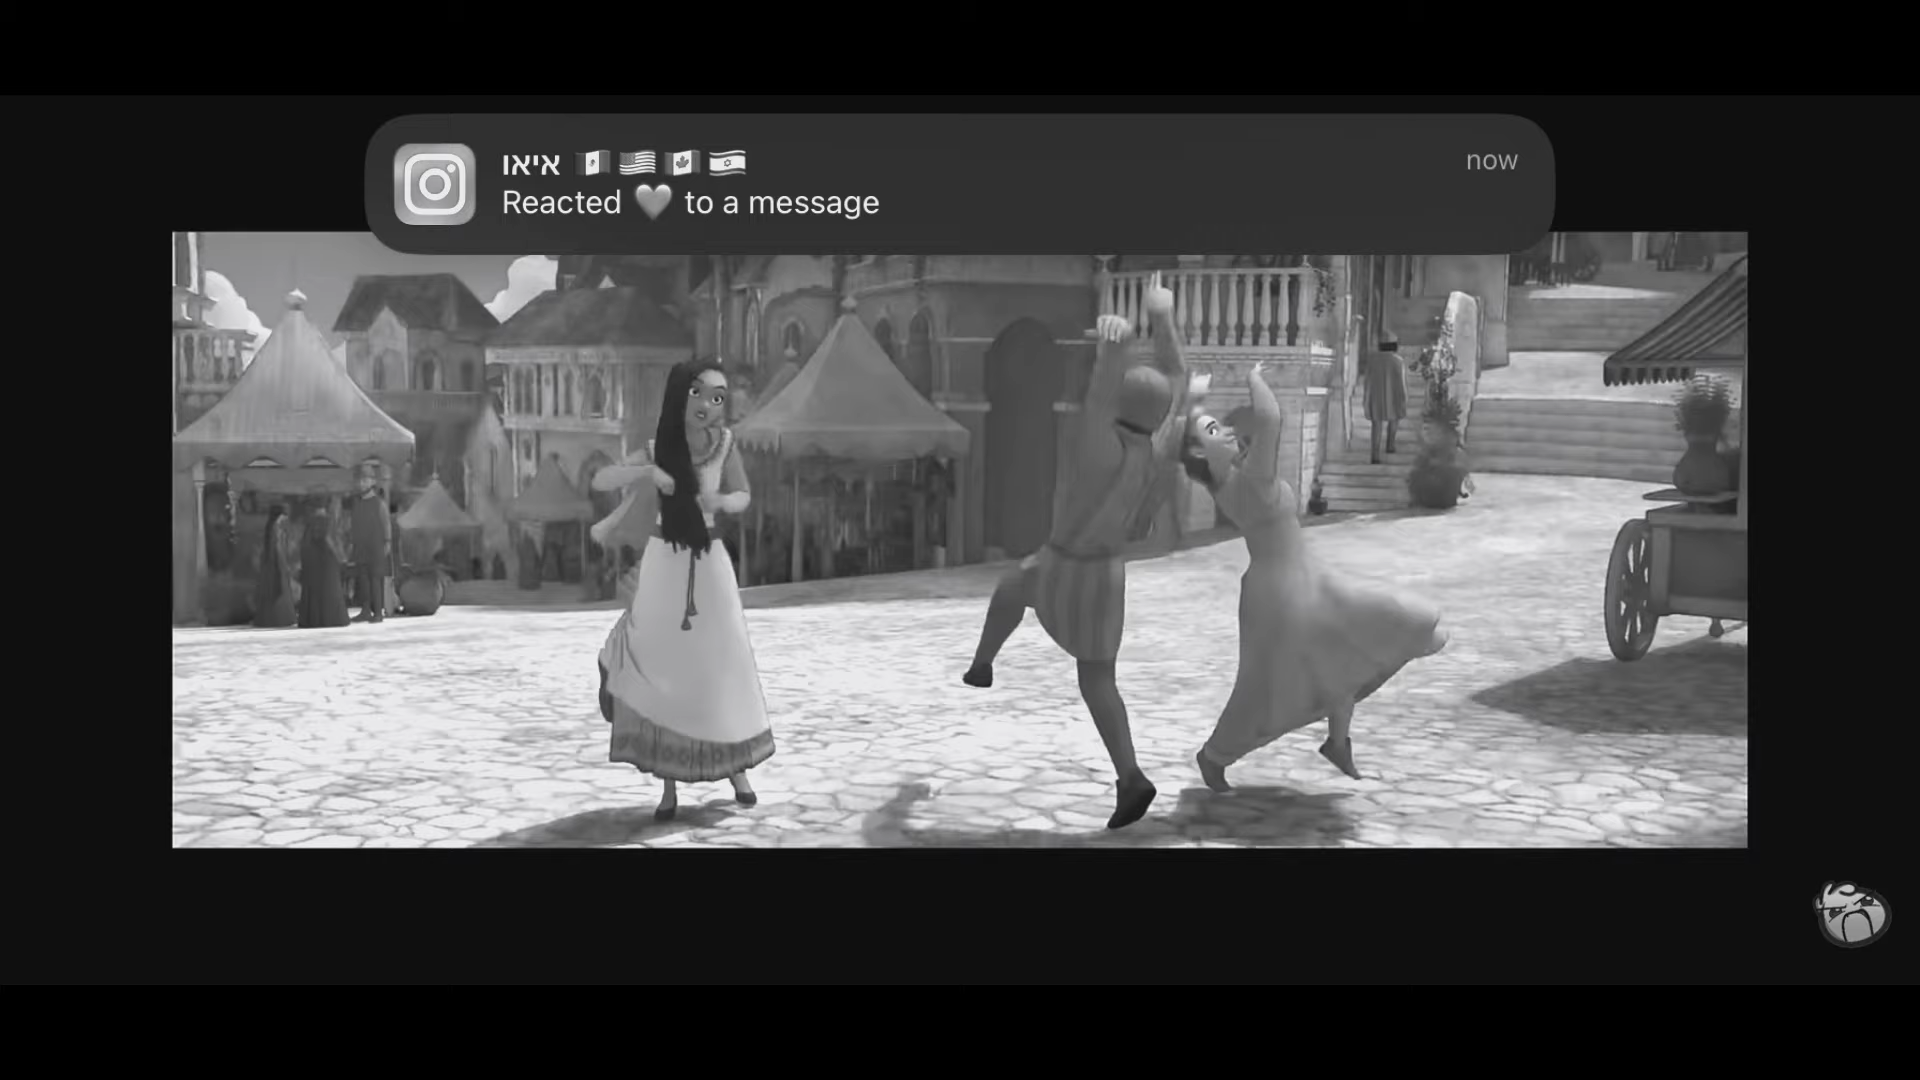 איאו 🇲🇽 🇺🇸 🇨🇦 🇮🇱
now
Reacted ❤️ to a message